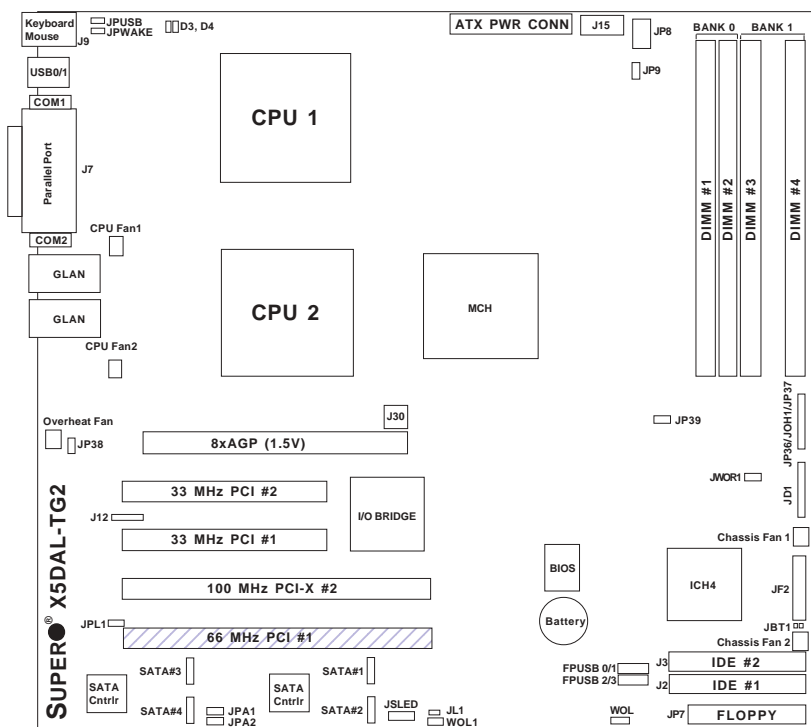 Keyboard
Mouse
J9
JPUSB
JPWAKE
D3, D4
ATX PWR CONN
J15
JP8
BANK 0
BANK 1
JP9
USB0/1
COM1
Parallel Port
J7
COM2
CPU Fan1
GLAN
GLAN
CPU Fan2
CPU 1
CPU 2
MCH
DIMM #1
DIMM #2
DIMM #3
DIMM #4
JP36/JOH1/JP37
J30
JP39
Overheat Fan
JP38
8xAGP (1.5V)
JWOR1
JD1
33 MHz PCI #2
J12
I/O BRIDGE
33 MHz PCI #1
Chassis Fan 1
BIOS
ICH4
JF2
100 MHz PCI-X #2
Battery
JPL1
66 MHz PCI #1
JBT1
Chassis Fan 2
SUPER® X5DAL-TG2
SATA#3
SATA#1
FPUSB 0/1
FPUSB 2/3
J3
IDE #2
J2
IDE #1
SATA
Cntrlr
SATA
Cntrlr
SATA#4
JPA1
JPA2
SATA#2
JSLED
JL1
WOL1
WOL
JP7
FLOPPY